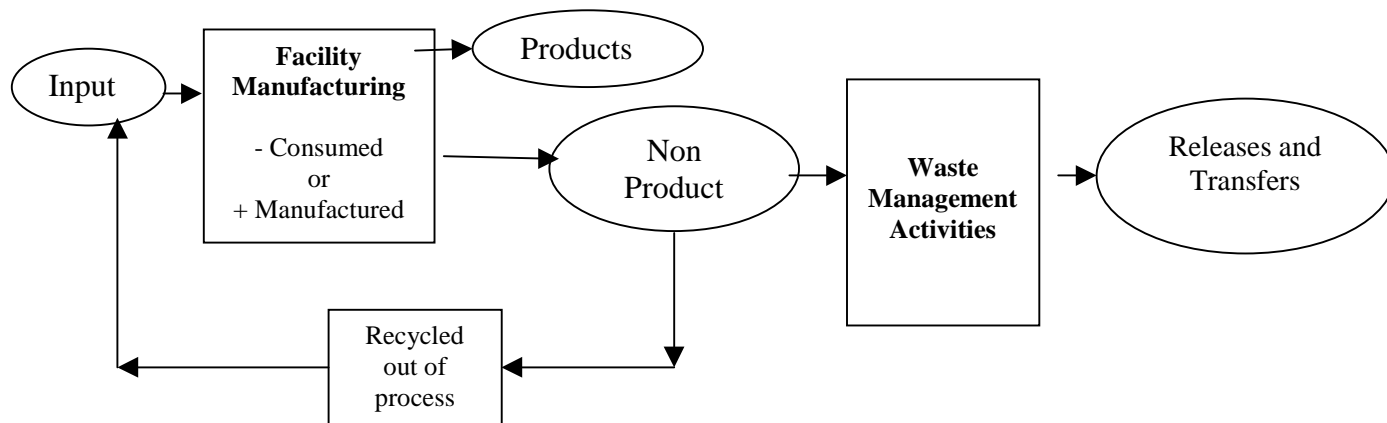 Input
Facility
Manufacturing
- Consumed
or
+ Manufactured
Products
Non
Product
Waste
Management
Activities
Releases and
Transfers
Recycled
out of
process